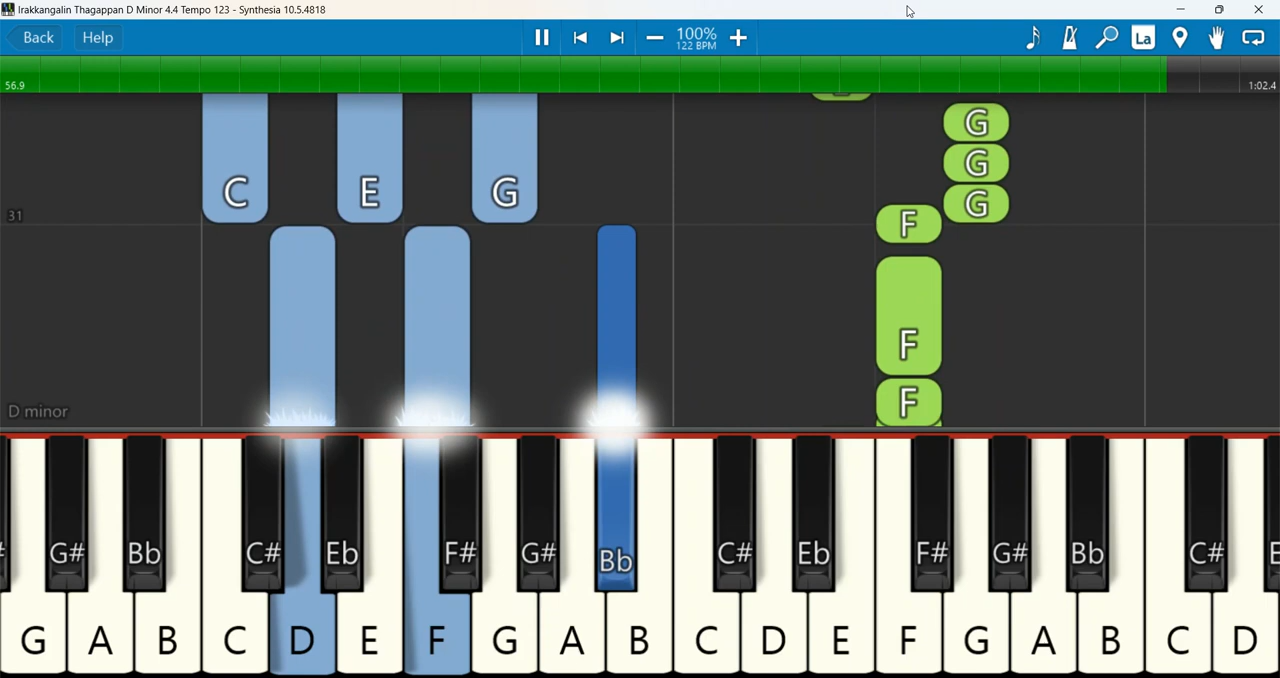 Irakkangalin Thagappan D Minor 4.4 Tempo 123 - Synthesia 10.5.4818
Back Help 100% La
122 BPM
56.9 1:02.4
G
C E G G
G
31 F
F
D minor F
G# Bb C# Eb F# G# Bb C# Eb F# G# Bb C# E
G A B C D E F G A B C D E F G A B C D